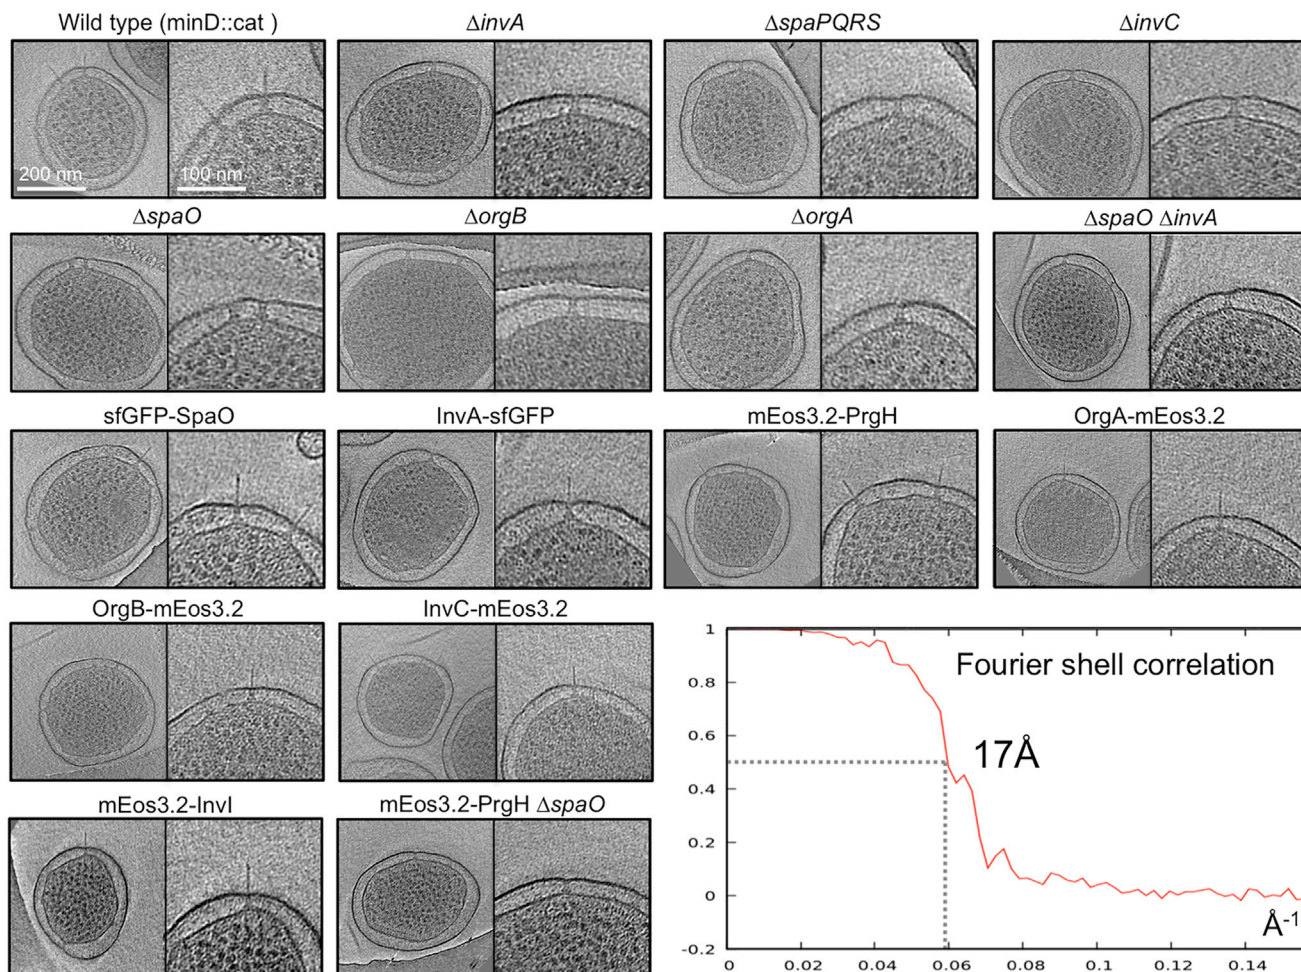 Wild type (minD::cat )
ΔinvA
ΔspaPQRS
ΔinvC
200 nm
100 nm
ΔspaO
ΔorgB
ΔorgA
ΔspaO ΔinvA
sfGFP-SpaO
InvA-sfGFP
mEos3.2-PrgH
OrgA-mEos3.2
OrgB-mEos3.2
InvC-mEos3.2
mEos3.2-InvI
mEos3.2-PrgH ΔspaO
1
0.8
0.6
0.4
0.2
0
-0.2
Fourier shell correlation
17Å
Å-1
0
0.02
0.04
0.06
0.08
0.1
0.12
0.14